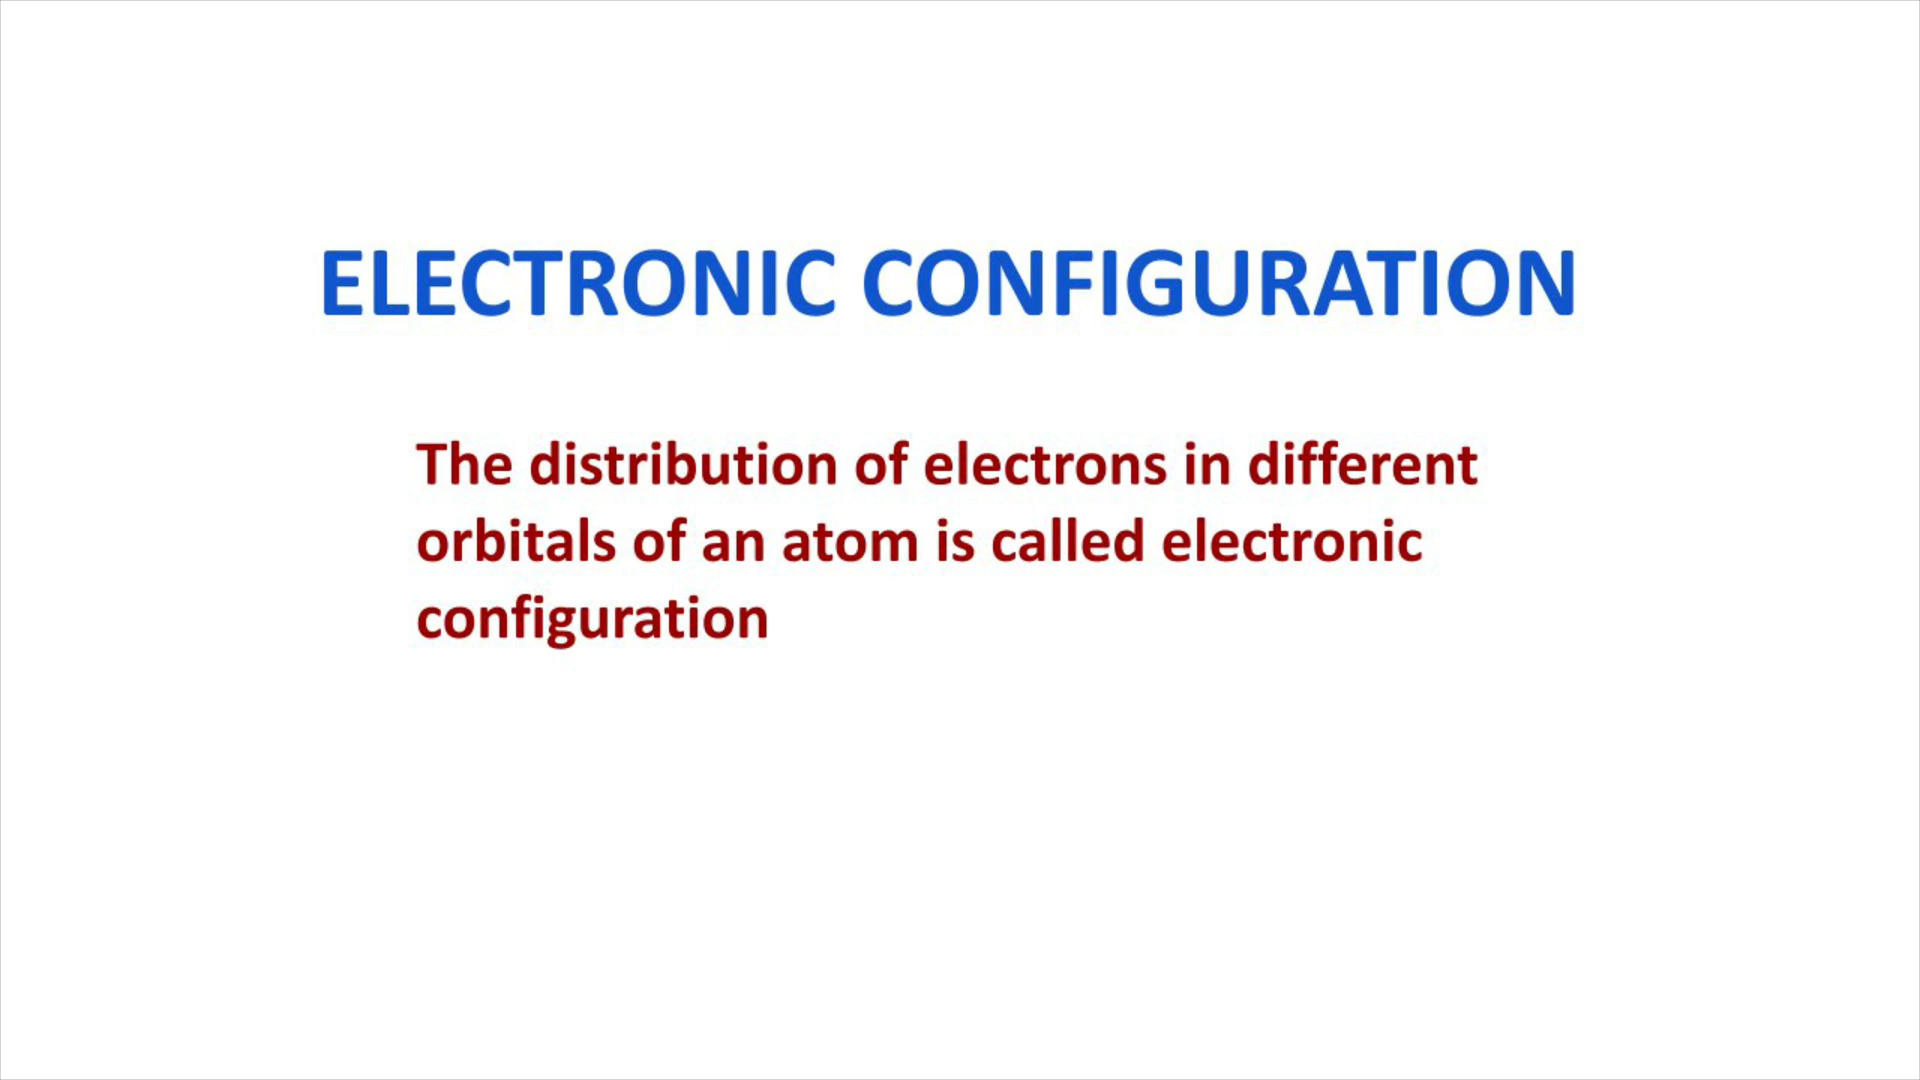 ELECTRONIC CONFIGURATION
The distribution of electrons in different
orbitals of an atom is called electronic
configuration